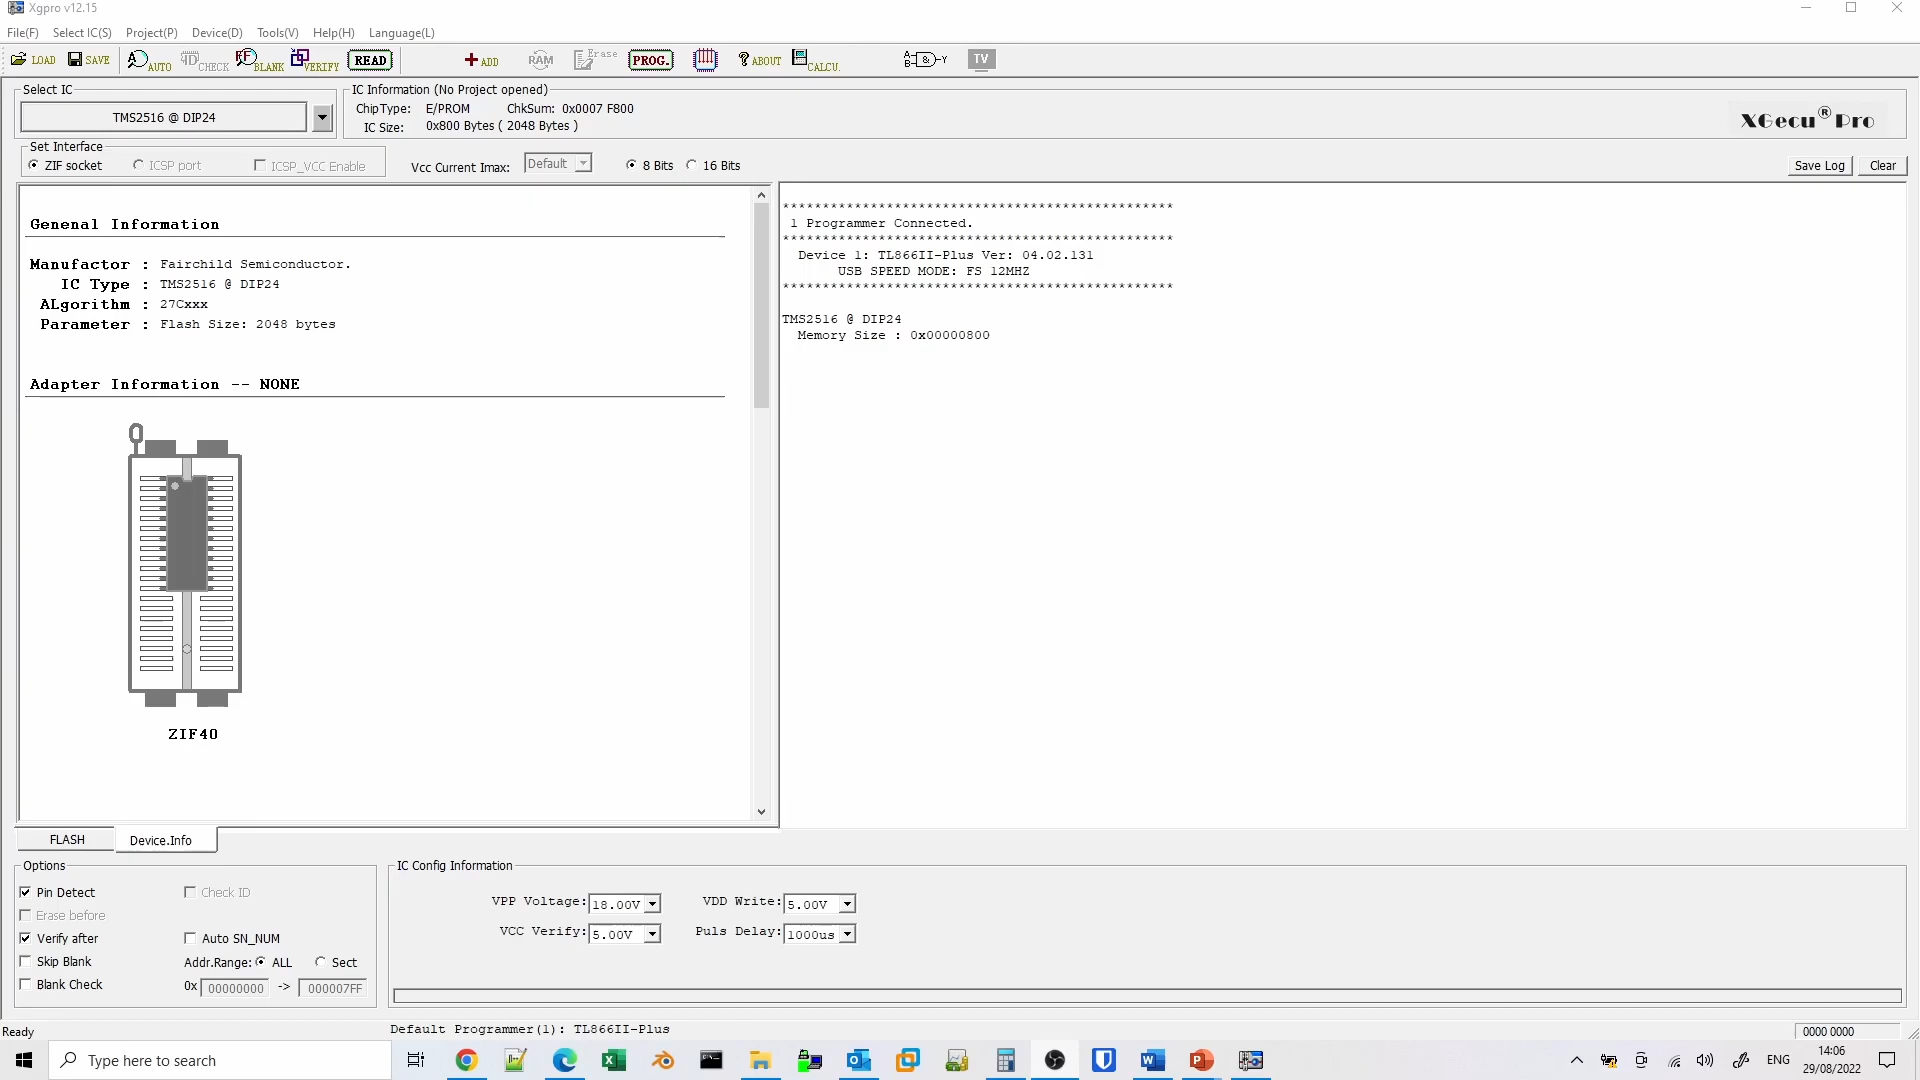 Xgpro v12.15
File(F) Select IC(S) Project(P) Device(D) Tools(V) Help(H) Language(L)
LOAD SAVE AUTO CHECK BLANK VERIFY READ ADD RAM Erase PROG. ABOUT CALCU. TV
Select IC
TMS2516 @ DIP24
IC Information (No Project opened)
ChipType: E/PROM ChkSum: 0x0007 F800
IC Size: 0x800 Bytes ( 2048 Bytes )
XGecu® Pro
Set Interface
ZIF socket ICSP port ICSP_VCC Enable
Vcc Current Imax: Default 8 Bits 16 Bits
Save Log Clear
Genenal Information
Manufactor : Fairchild Semiconductor.
IC Type : TMS2516 @ DIP24
ALgorithm : 27Cxxx
Parameter : Flash Size: 2048 bytes
Adapter Information -- NONE
ZIF40
*************************************************
1 Programmer Connected.
*************************************************
Device 1: TL866II-Plus Ver: 04.02.131
USB SPEED MODE: FS 12MHZ
*************************************************
TMS2516 @ DIP24
Memory Size : 0x00000800
FLASH Device.Info
Options
Pin Detect Check ID
Erase before
Verify after Auto SN_NUM
Skip Blank Addr.Range: ALL Sect
Blank Check 0x 00000000 -> 000007FF
IC Config Information
VPP Voltage: 18.00V VDD Write: 5.00V
VCC Verify: 5.00V Puls Delay: 1000us
Ready Default Programmer(1): TL866II-Plus 0000 0000
Type here to search
ENG
14:06
29/08/2022